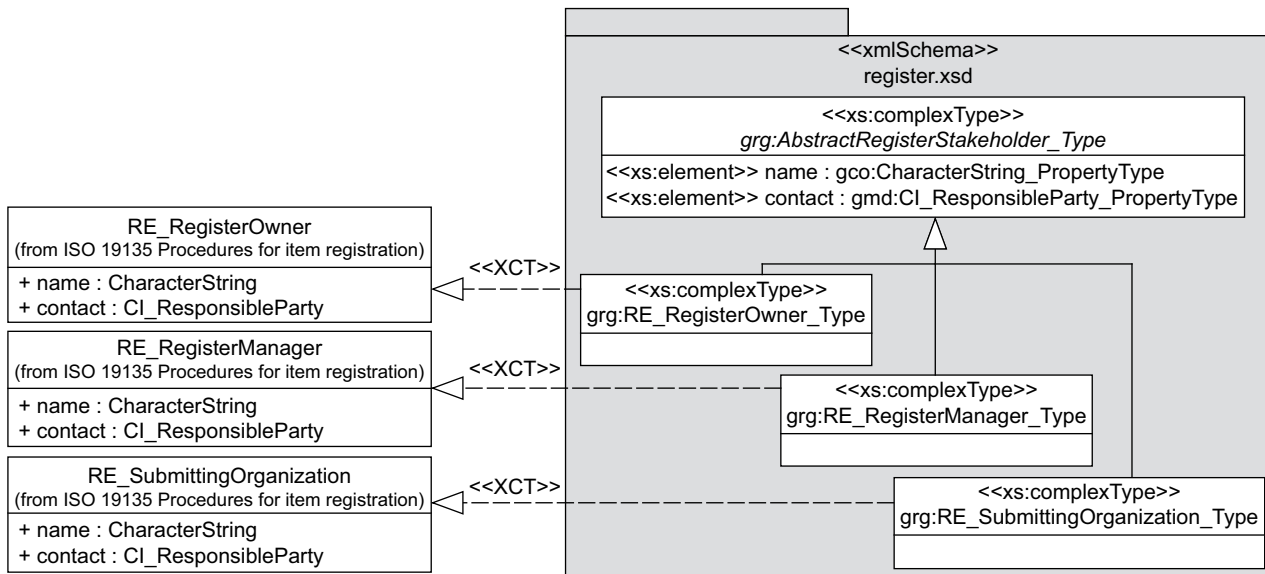 <<xmlSchema>>
register.xsd
<<xs:complexType>>
grg:AbstractRegisterStakeholder_Type
<<xs:element>> name : gco:CharacterString_PropertyType
<<xs:element>> contact : gmd:CI_ResponsibleParty_PropertyType
RE_RegisterOwner
(from ISO 19135 Procedures for item registration)
+ name : CharacterString
+ contact : CI_ResponsibleParty
<<XCT>>
<<xs:complexType>>
grg:RE_RegisterOwner_Type
RE_RegisterManager
(from ISO 19135 Procedures for item registration)
+ name : CharacterString
+ contact : CI_ResponsibleParty
<<XCT>>
<<xs:complexType>>
grg:RE_RegisterManager_Type
RE_SubmittingOrganization
(from ISO 19135 Procedures for item registration)
+ name : CharacterString
+ contact : CI_ResponsibleParty
<<XCT>>
<<xs:complexType>>
grg:RE_SubmittingOrganization_Type